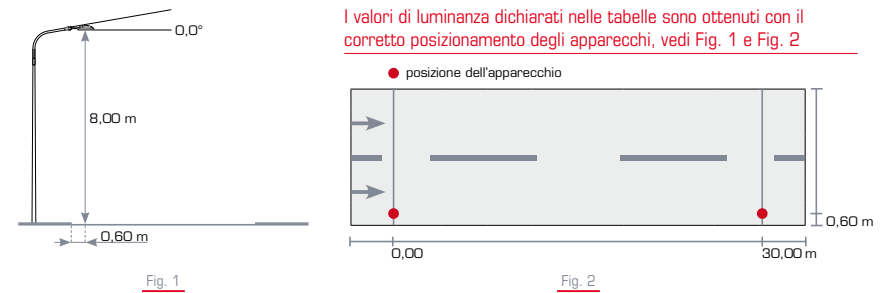 0,0°
8,00 m
0,60 m
Fig. 1
I valori di luminanza dichiarati nelle tabelle sono ottenuti con il
corretto posizionamento degli apparecchi, vedi Fig. 1 e Fig. 2
posizione dell'apparecchio
0,60 m
0,00
30,00 m
Fig. 2